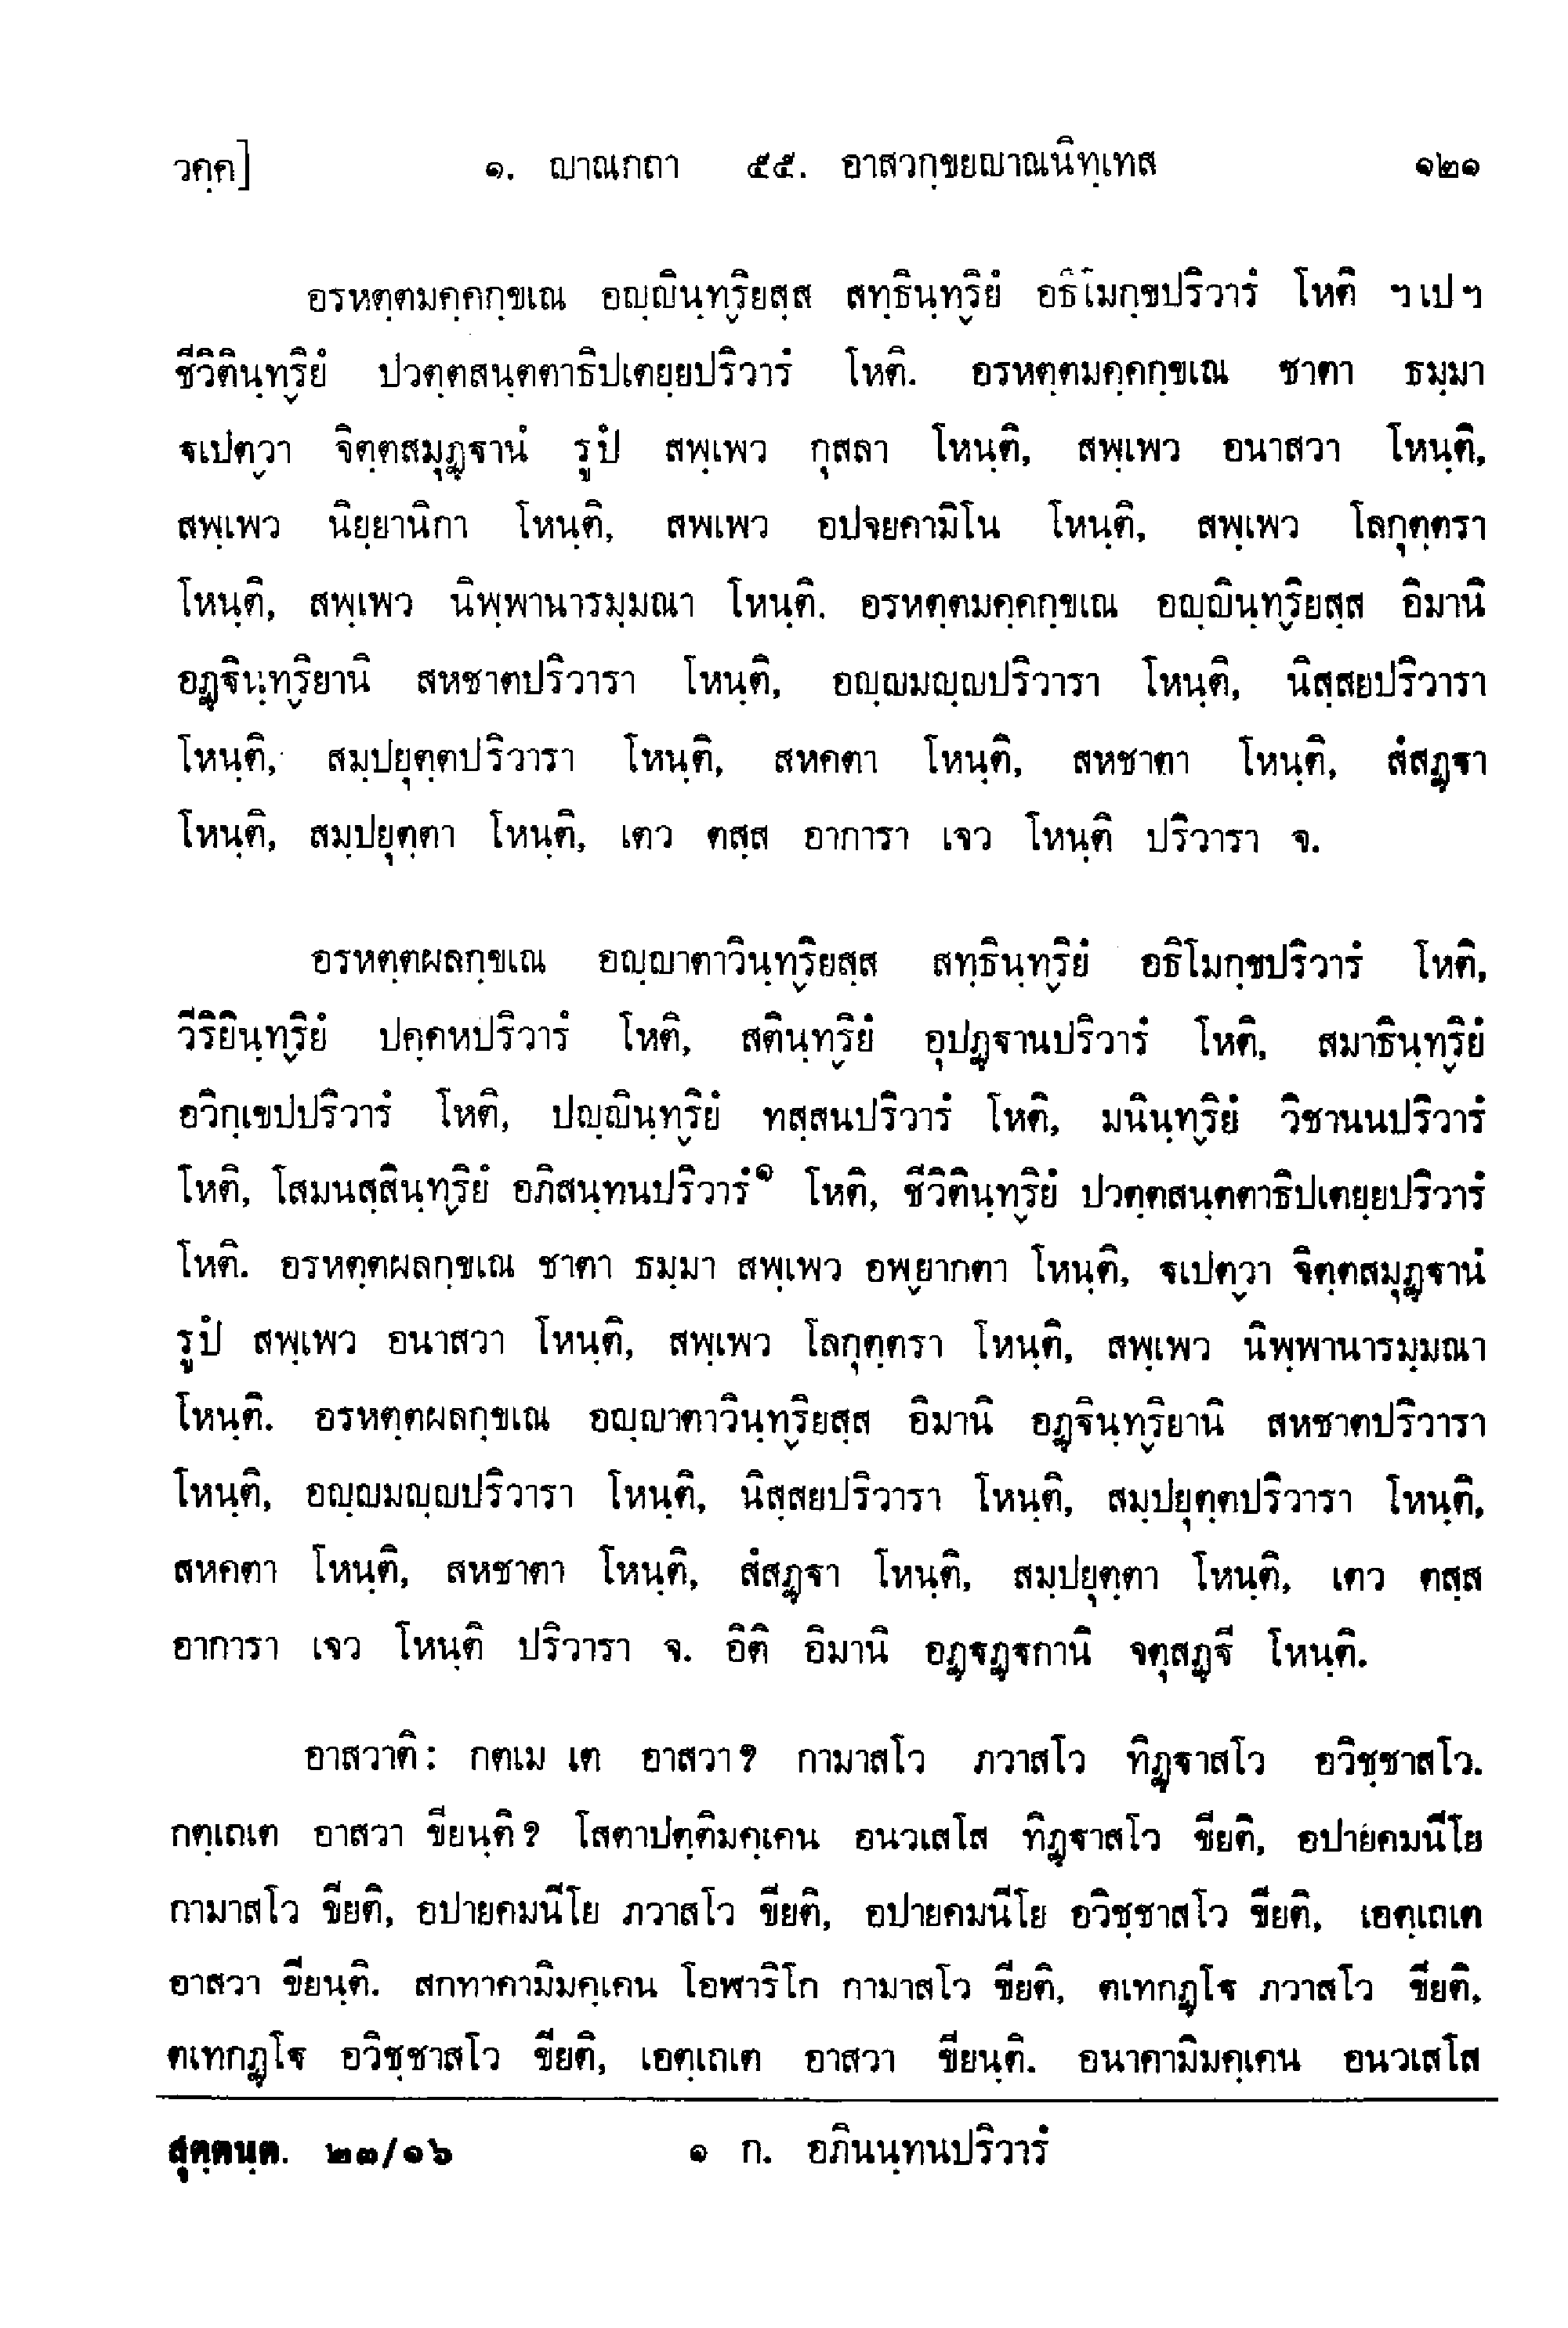 วคฺค]	๑. ญาณกถา ๕๕. อาสวกฺขยญาณนิทฺเทส	๑๒๑
อรหตฺตมคฺคกฺขเณ อญฺญินฺทฺริยสฺส สทฺธินฺทฺริยํ อธิโมกฺขปริวารํ โหติ ฯเปฯ
ชีวิตินฺทฺริยํ ปวตฺตสนฺตตาธิปเตยฺยปริวารํ โหติ. อรหตฺตมคฺคกฺขเณ ชาตา ธมฺมา
ฐเปตฺวา จิตฺตสมุฏฺฐานํ รูปํ สพฺเพว กุสลา โหนฺติ, สพฺเพว อนาสวา โหนฺติ,
สพฺเพว นิยฺยานิกา โหนฺติ, สพเพว อปจยคามิโน โหนฺติ, สพฺเพว โลกุตฺตรา
โหนฺติ, สพฺเพว นิพฺพานารมฺมณา โหนฺติ. อรหตฺตมคฺคกฺขเณ อญฺญินฺทฺริยสฺส อิมานิ
อฏฺฐินฺทฺริยานิ สหชาตปริวารา โหนฺติ, อญฺญมญฺญปริวารา โหนฺติ, นิสฺสยปริวารา
โหนฺติ, สมฺปยุตฺตปริวารา โหนฺติ, สหคตา โหนฺติ, สหชาตา โหนฺติ, สํสฏฺฐา
โหนฺติ, สมฺปยุตฺตา โหนฺติ, เตว ตสฺส อาการา เจว โหนฺติ ปริวารา จ.
อรหตฺตผลกฺขเณ อญฺญาตาวินฺทฺริยสฺส สทฺธินฺทฺริยํ อธิโมกฺขปริวารํ โหติ,
วีริยินฺทฺริยํ ปคฺคหปริวารํ โหติ, สตินฺทฺริยํ อุปฏฺฐานปริวารํ โหติ, สมาธินฺทฺริยํ
อวิกฺเขปปริวารํ โหติ, ปญฺญินฺทฺริยํ ทสฺสนปริวารํ โหติ, มนินฺทฺริยํ วิชานนปริวารํ
โหติ, โสมนสฺสินฺทฺริยํ อภิสนฺทนปริวารํ๑ โหติ, ชีวิตินฺทฺริยํ ปวตฺตสนฺตตาธิปเตยฺยปริวารํ
โหติ. อรหตฺตผลกฺขเณ ชาตา ธมฺมา สพฺเพว อพฺยากตา โหนฺติ, ฐเปตฺวา จิตฺตสมุฏฺฐานํ
รูปํ สพฺเพว อนาสวา โหนฺติ, สพฺเพว โลกุตฺตรา โหนฺติ, สพฺเพว นิพฺพานารมฺมณา
โหนฺติ. อรหตฺตผลกฺขเณ อญฺญาตาวินฺทฺริยสฺส อิมานิ อฏฺฐินฺทฺริยานิ สหชาตปริวารา
โหนฺติ, อญฺญมญฺญปริวารา โหนฺติ, นิสฺสยปริวารา โหนฺติ, สมฺปยุตฺตปริวารา โหนฺติ,
สหคตา โหนฺติ, สหชาตา โหนฺติ, สํสฏฺฐา โหนฺติ, สมฺปยุตฺตา โหนฺติ, เตว ตสฺส
อาการา เจว โหนฺติ ปริวารา จ. อิติ อิมานิ อฏฺฐฏฺฐกานิ จตุสฏฺฐี โหนฺติ.
อาสวาติ: กตเม เต อาสวา? กามาสโว ภวาสโว ทิฏฺฐาสโว อวิชฺชาสโว.
กตฺเถเต อาสวา ขียนฺติ? โสตาปตฺติมคฺเคน อนวเสโส ทิฏฺฐาสโว ขียติ, อปายคมนีโย
กามาสโว ขียติ, อปายคมนีโย ภวาสโว ขียติ, อปายคมนีโย อวิชฺชาสโว ขียติ, เอตฺเถเต
อาสวา ขียนฺติ. สกทาคามิมคฺเคน โอฬาริโก กามาสโว ขียติ, ตเทกฏฺโฐ ภวาสโว ขียติ,
ตเทกฏฺโฐ อวิชฺชาสโว ขียติ, เอตฺเถเต อาสวา ขียนฺติ. อนาคามิมคฺเคน อนวเสโส
สุตฺตนฺต. ๒๓/๑๖	๑ ก. อภินนฺทนปริวารํ